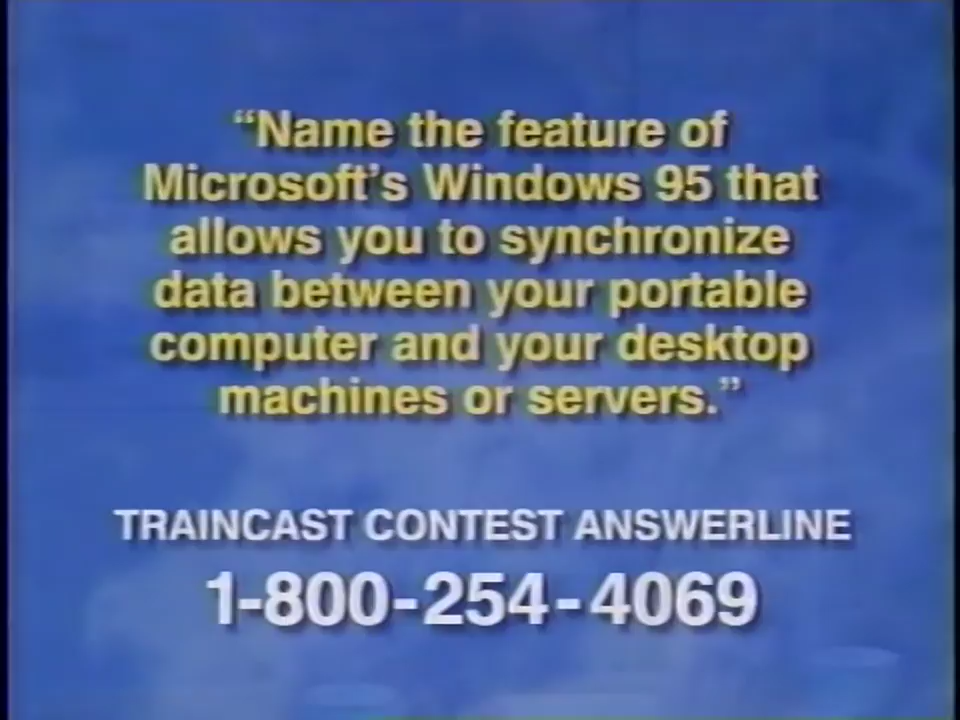 “Name the feature of
Microsoft’s Windows 95 that
allows you to synchronize
data between your portable
computer and your desktop
machines or servers.”
TRAINCAST CONTEST ANSWERLINE
1-800-254-4069